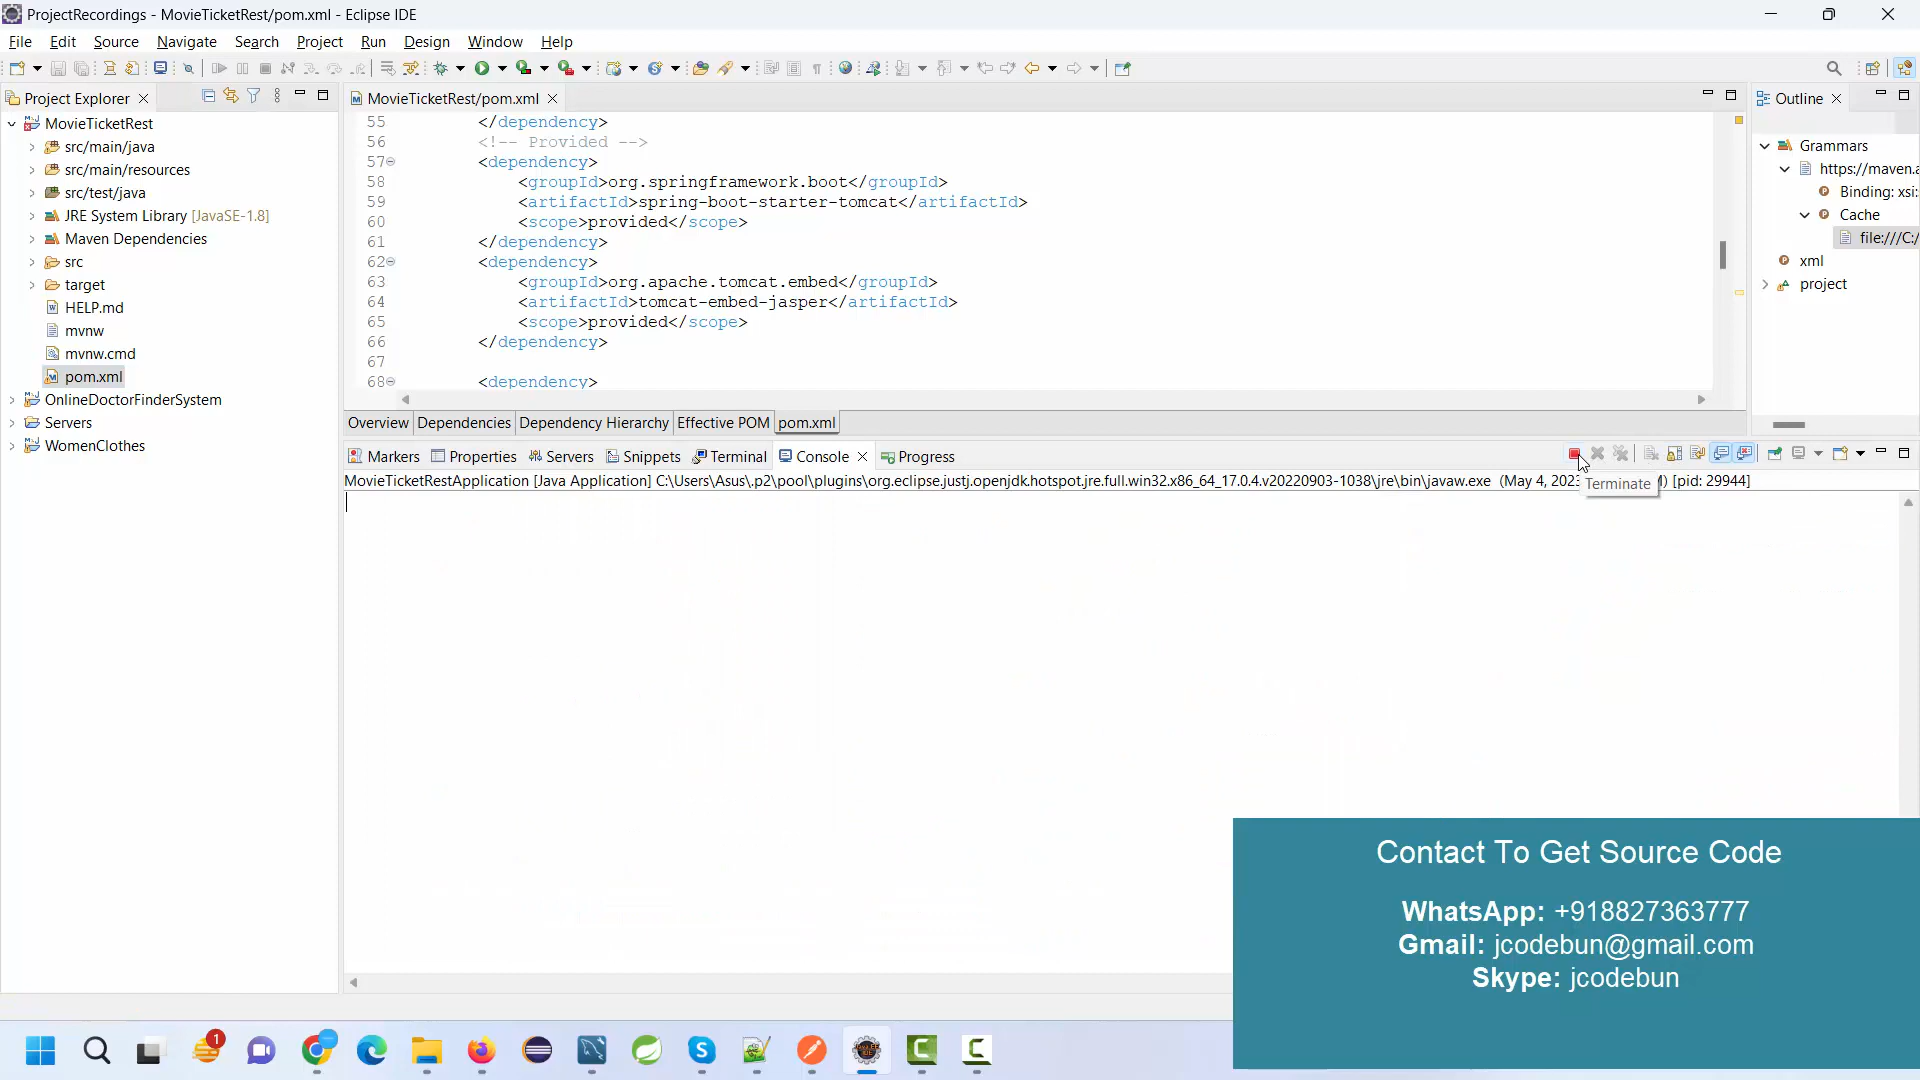 ProjectRecordings - MovieTicketRest/pom.xml - Eclipse IDE
File Edit Source Navigate Search Project Run Design Window Help
Project Explorer
MovieTicketRest
src/main/java
src/main/resources
src/test/java
JRE System Library [JavaSE-1.8]
Maven Dependencies
src
target
HELP.md
mvnw
mvnw.cmd
pom.xml
OnlineDoctorFinderSystem
Servers
WomenClothes
MovieTicketRest/pom.xml
55 </dependency>
56 <!-- Provided -->
57 <dependency>
58 <groupId>org.springframework.boot</groupId>
59 <artifactId>spring-boot-starter-tomcat</artifactId>
60 <scope>provided</scope>
61 </dependency>
62 <dependency>
63 <groupId>org.apache.tomcat.embed</groupId>
64 <artifactId>tomcat-embed-jasper</artifactId>
65 <scope>provided</scope>
66 </dependency>
67
68 <dependency>
Overview Dependencies Dependency Hierarchy Effective POM pom.xml
Outline
Grammars
https://maven.a
Binding: xsi:
Cache
file:///C:/
xml
project
Markers Properties Servers Snippets Terminal Console Progress
MovieTicketRestApplication [Java Application] C:\Users\Asus\.p2\pool\plugins\org.eclipse.justj.openjdk.hotspot.jre.full.win32.x86_64_17.0.4.v20220903-1038\jre\bin\javaw.exe (May 4, 2023 M) [pid: 29944]
Terminate
Contact To Get Source Code
WhatsApp: +918827363777
Gmail: jcodebun@gmail.com
Skype: jcodebun
1